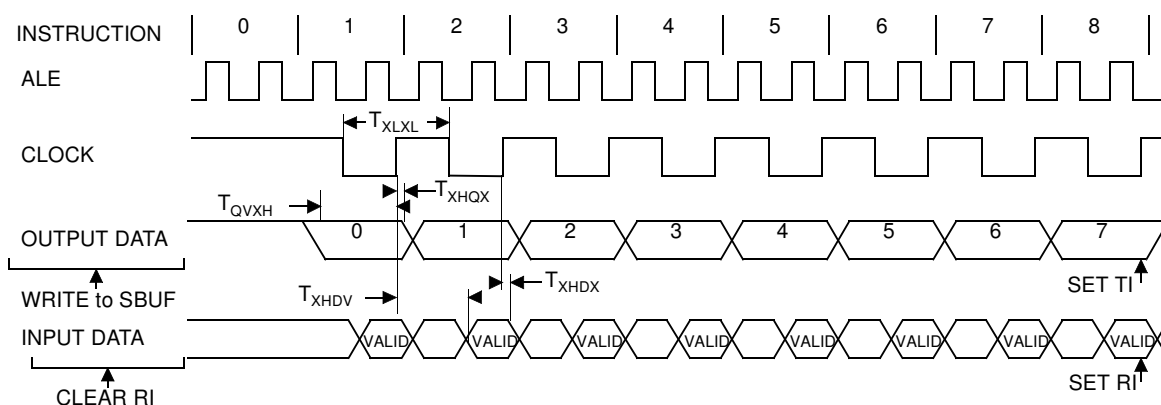 INSTRUCTION 0 1 2 3 4 5 6 7 8
ALE
TXLXL
CLOCK
TXHQX
TQVXH
OUTPUT DATA 0 1 2 3 4 5 6 7
WRITE to SBUF
TXHDV
TXHDX
SET TI
INPUT DATA VALID VALID VALID VALID VALID VALID VALID VALID
CLEAR RI
SET RI